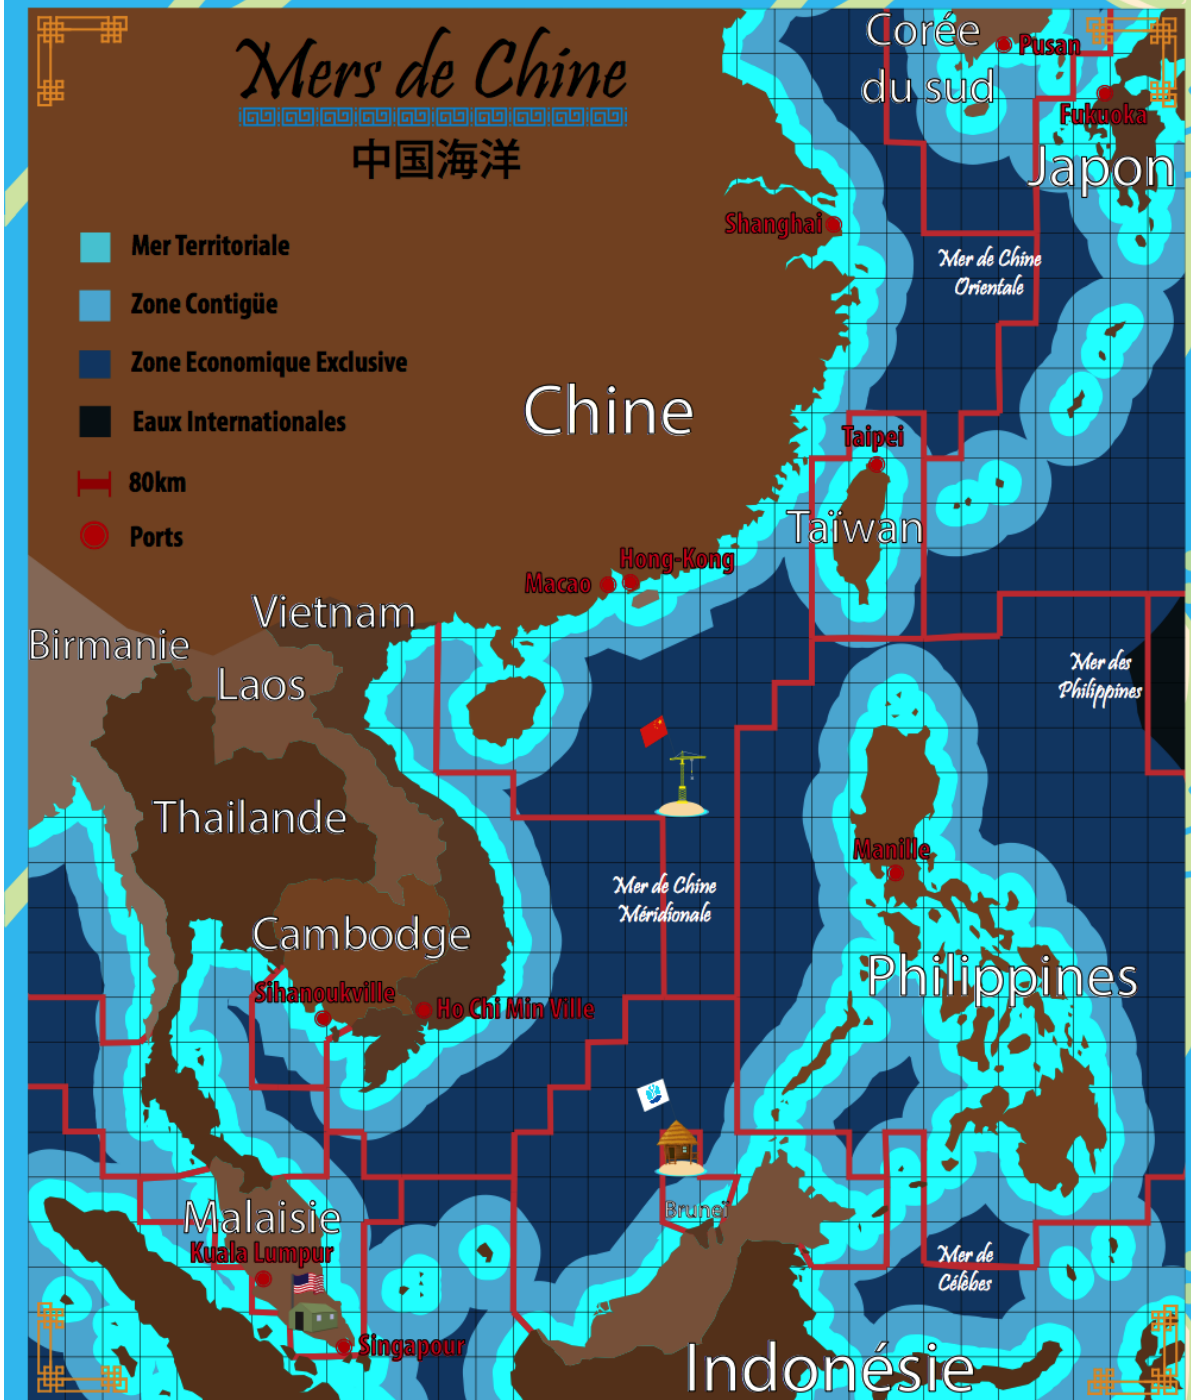 Mers de Chine
中国海洋
Mer Territoriale
Zone Contigüe
Zone Economique Exclusive
Eaux Internationales
80km
Ports
Corée
du sud
Pusan
Fukuoka
Japon
Shanghai
Mer de Chine
Orientale
Chine
Taipei
Taïwan
Hong-Kong
Macao
Vietnam
Birmanie
Laos
Mer des
Philippines
Thailande
Manille
Mer de Chine
Méridionale
Cambodge
Philippines
Sihanoukville
Ho Chi Min Ville
Malaisie
Brunei
Kuala Lumpur
Mer de
Célèbes
Singapour
Indonésie